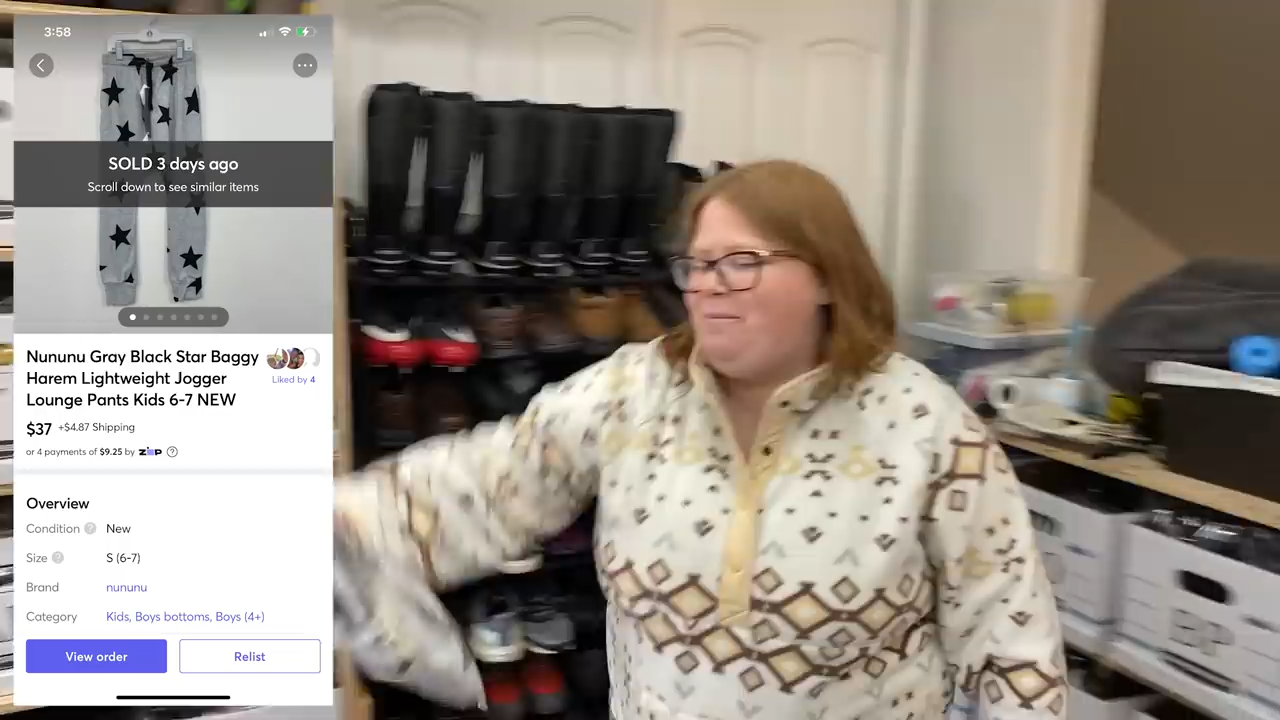 3:58
SOLD 3 days ago
Scroll down to see similar items
Nununu Gray Black Star Baggy
Harem Lightweight Jogger
Lounge Pants Kids 6-7 NEW
Liked by 4
$37 +$4.87 Shipping
or 4 payments of $9.25 by ZIP ?
Overview
Condition ? New
Size ? S (6-7)
Brand nununu
Category Kids, Boys bottoms, Boys (4+)
View order Relist